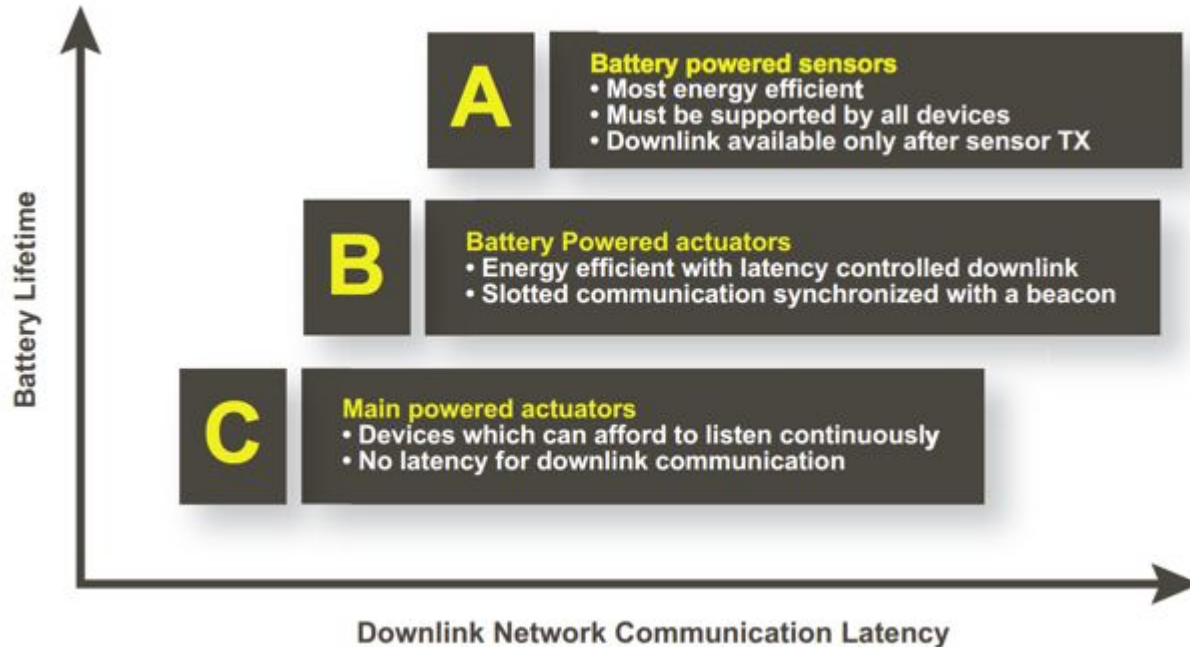 A
Battery powered sensors
• Most energy efficient
• Must be supported by all devices
• Downlink available only after sensor TX
B
Battery Powered actuators
• Energy efficient with latency controlled downlink
• Slotted communication synchronized with a beacon
C
Main powered actuators
• Devices which can afford to listen continuously
• No latency for downlink communication
Battery Lifetime
Downlink Network Communication Latency